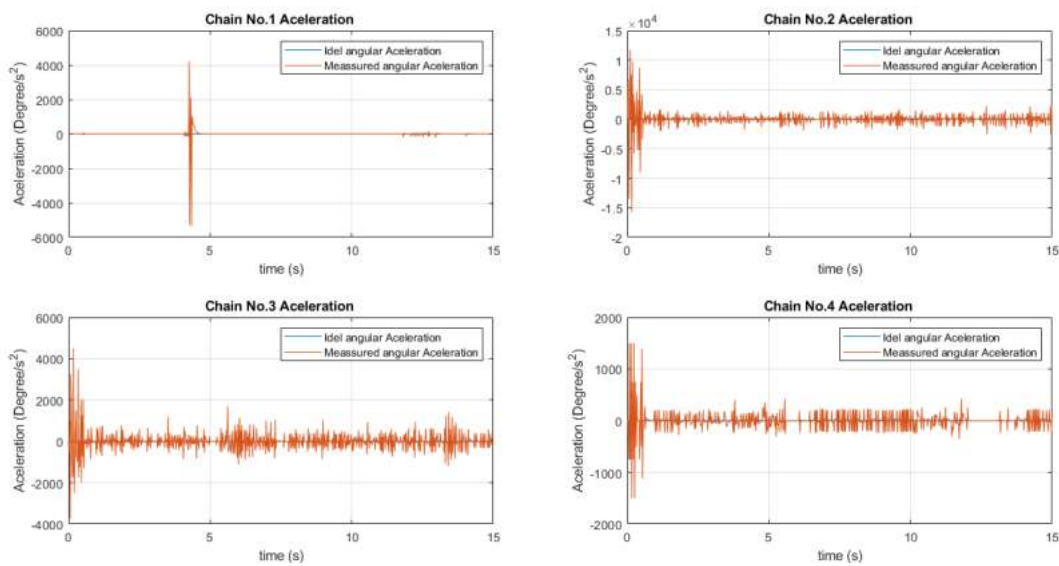 Chain No.1 Aceleration
6000
4000
2000
0
-2000
-4000
-6000
Aceleration (Degree/s²)
0 5 10 15
time (s)
Idel angular Aceleration
Meassured angular Aceleration
Chain No.2 Aceleration
×10⁴
1.5
1
0.5
0
-0.5
-1
-1.5
-2
Aceleration (Degree/s²)
0 5 10 15
time (s)
Idel angular Aceleration
Meassured angular Aceleration
Chain No.3 Aceleration
6000
4000
2000
0
-2000
-4000
Aceleration (Degree/s²)
0 5 10 15
time (s)
Idel angular Aceleration
Meassured angular Aceleration
Chain No.4 Aceleration
2000
1000
0
-1000
-2000
Aceleration (Degree/s²)
0 5 10 15
time (s)
Idel angular Aceleration
Meassured angular Aceleration